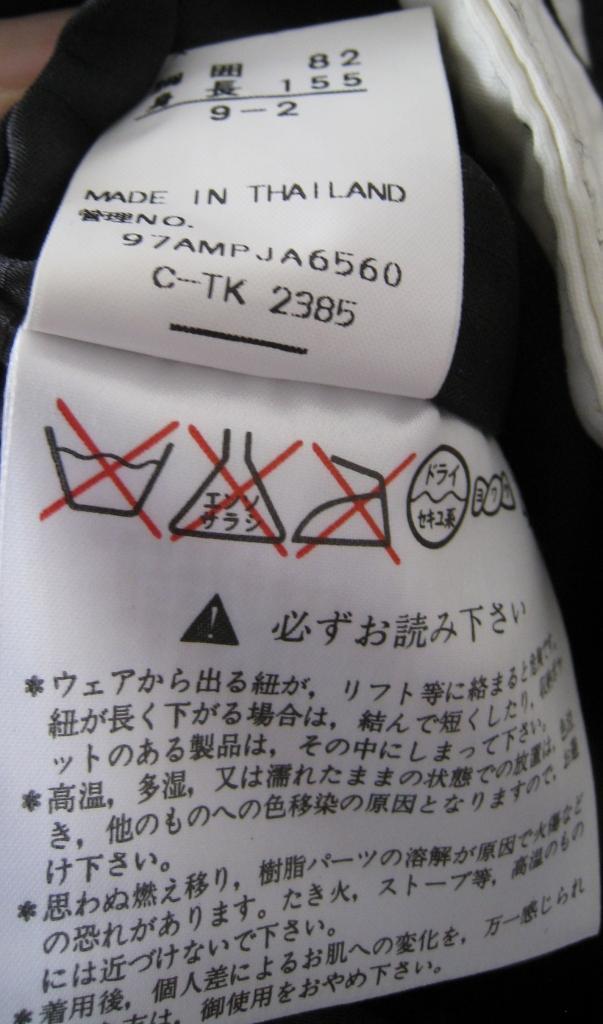 囲 82
身長 155
9-2
MADE IN THAILAND
管理NO.
97AMPJA6560
C-TK 2385
エンソ
サラシ
ドライ
セキユ系
ヨワク
必ずお読み下さい
*ウェアから出る紐が，リフト等に絡まると危険です。
紐が長く下がる場合は，結んで短くしたり，
ットのある製品は，その中にしまって下さい。
*高温，多湿，又は濡れたままの状態での放置は，
き，他のものへの色移染の原因となりますので，
け下さい。
*思わぬ燃え移り，樹脂パーツの溶解が原因で火傷など
の恐れがあります。たき火，ストーブ等，高温のもの
には近づけないで下さい。
*着用後，個人差によるお肌への変化を，万一感じられ
は，御使用をおやめ下さい。